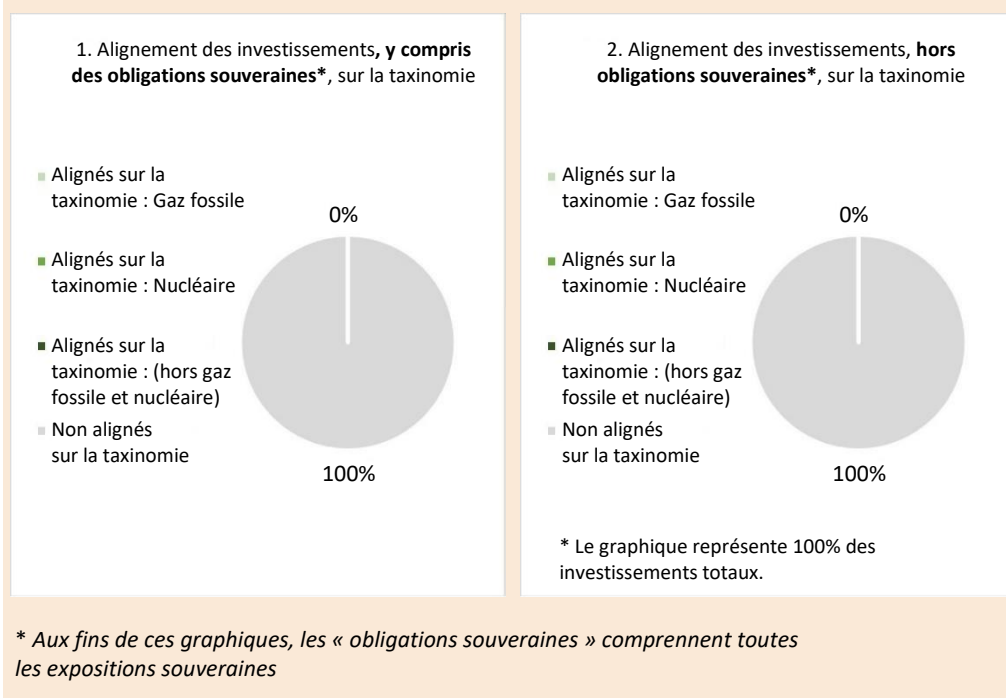 1. Alignement des investissements, y compris
des obligations souveraines*, sur la taxinomie
Alignés sur la
taxinomie : Gaz fossile
0%
Alignés sur la
taxinomie : Nucléaire
Alignés sur la
taxinomie : (hors gaz
fossile et nucléaire)
Non alignés
sur la taxinomie
100%
2. Alignement des investissements, hors
obligations souveraines*, sur la taxinomie
Alignés sur la
taxinomie : Gaz fossile
0%
Alignés sur la
taxinomie : Nucléaire
Alignés sur la
taxinomie : (hors gaz
fossile et nucléaire)
Non alignés
sur la taxinomie
100%
* Le graphique représente 100% des
investissements totaux.
* Aux fins de ces graphiques, les « obligations souveraines » comprennent toutes
les expositions souveraines